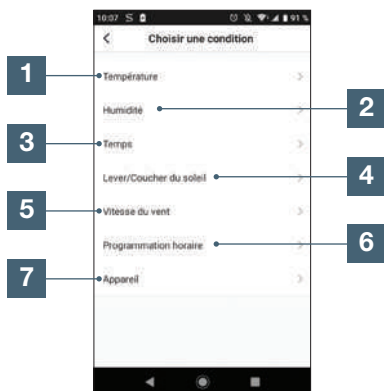 10:07 S 91 %
Choisir une condition
1 Température
Humidité 2
3 Temps
Lever/Coucher du soleil 4
5 Vitesse du vent
Programmation horaire 6
7 Appareil